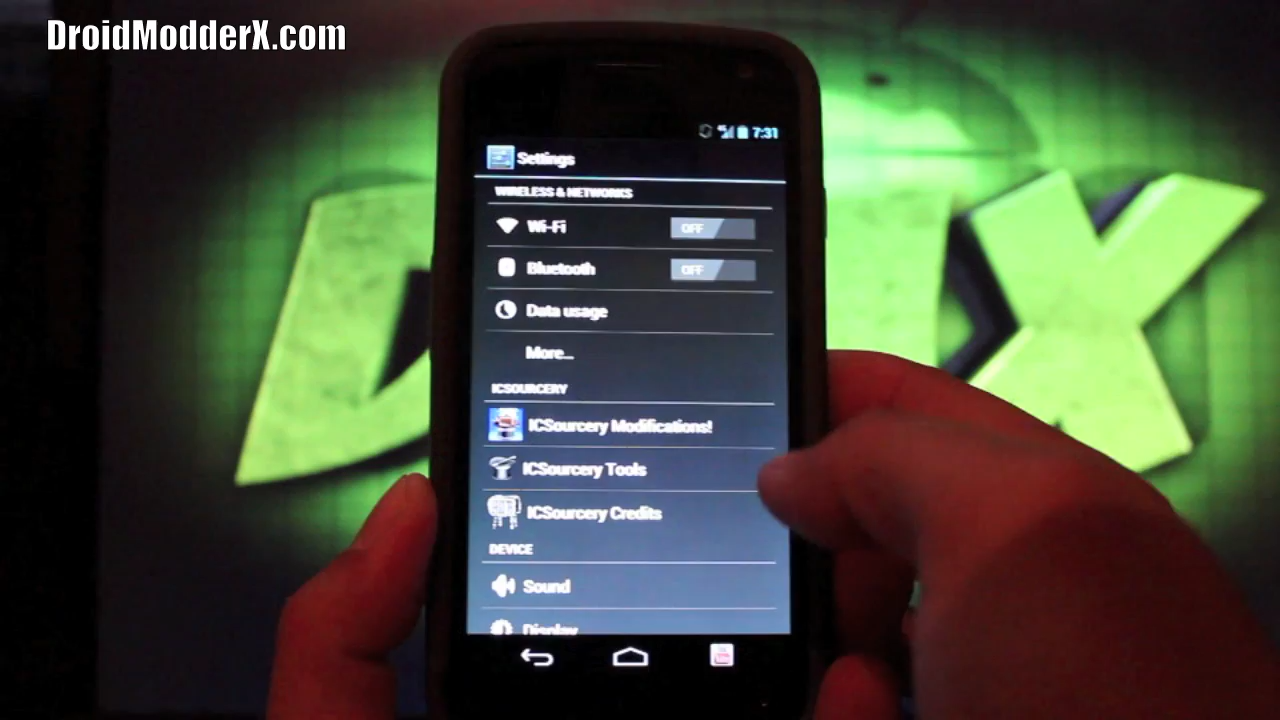 DroidModderX.com
7:31
Settings
WIRELESS & NETWORKS
Wi-Fi
OFF
Bluetooth
OFF
Data usage
More...
ICSOURCERY
ICSourcery Modifications!
ICSourcery Tools
ICSourcery Credits
DEVICE
Sound
Display
X